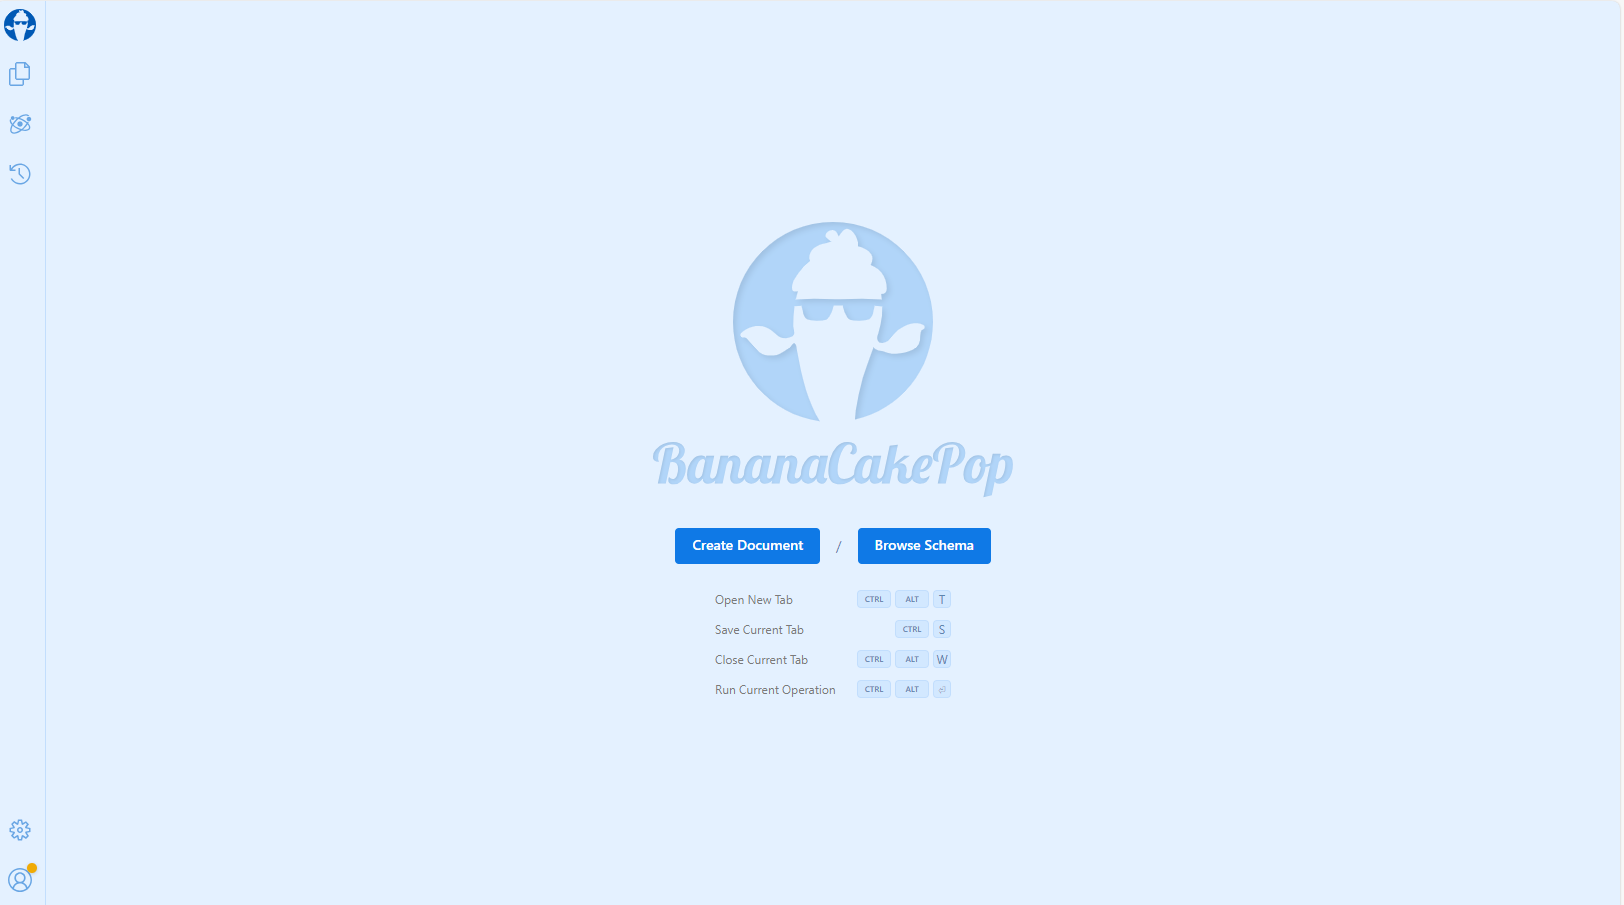 BananaCakePop
Create Document / Browse Schema
Open New Tab CTRL ALT T
Save Current Tab CTRL S
Close Current Tab CTRL ALT W
Run Current Operation CTRL ALT ⏎